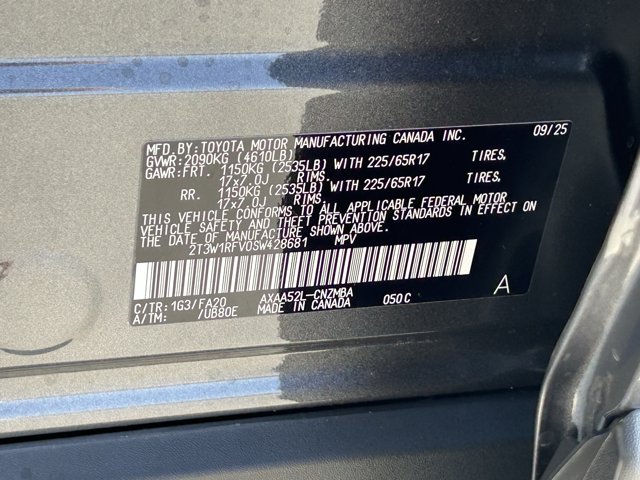 MFD.BY:TOYOTA MOTOR MANUFACTURING CANADA INC. 09/25
GVWR:2090KG (4610LB)
GAWR:FRT. 1150KG (2535LB) WITH 225/65R17 TIRES,
17x7.0J RIMS.
RR. 1150KG (2535LB) WITH 225/65R17 TIRES,
17x7.0J RIMS.
THIS VEHICLE CONFORMS TO ALL APPLICABLE FEDERAL MOTOR
VEHICLE SAFETY AND THEFT PREVENTION STANDARDS IN EFFECT ON
THE DATE OF MANUFACTURE SHOWN ABOVE.
2T3W1RFV0SW428681 MPV
C/TR: 1G3/FA20 AXAA52L-CNZMBA 050C A
A/TM: /UB80E MADE IN CANADA